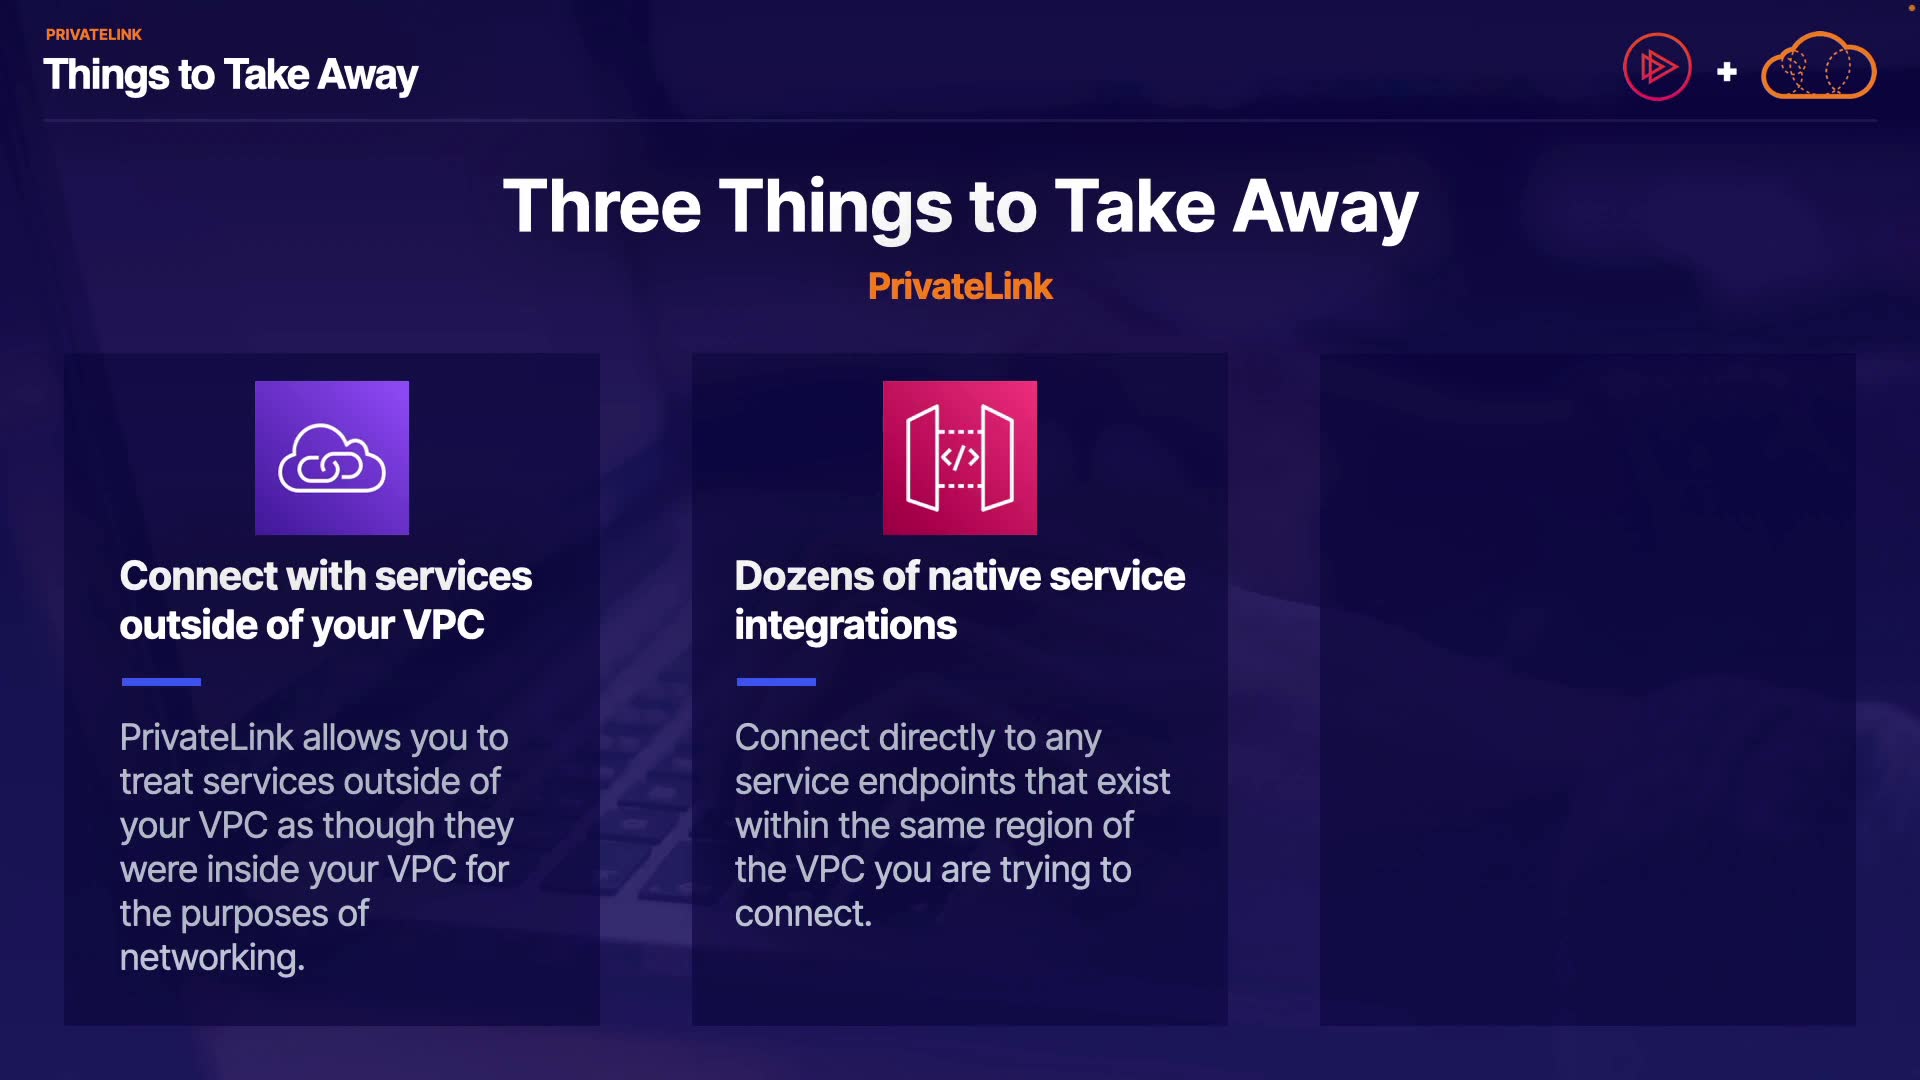 PRIVATELINK
Things to Take Away
Three Things to Take Away
PrivateLink
Connect with services
outside of your VPC
PrivateLink allows you to
treat services outside of
your VPC as though they
were inside your VPC for
the purposes of
networking.
</>
Dozens of native service
integrations
Connect directly to any
service endpoints that exist
within the same region of
the VPC you are trying to
connect.